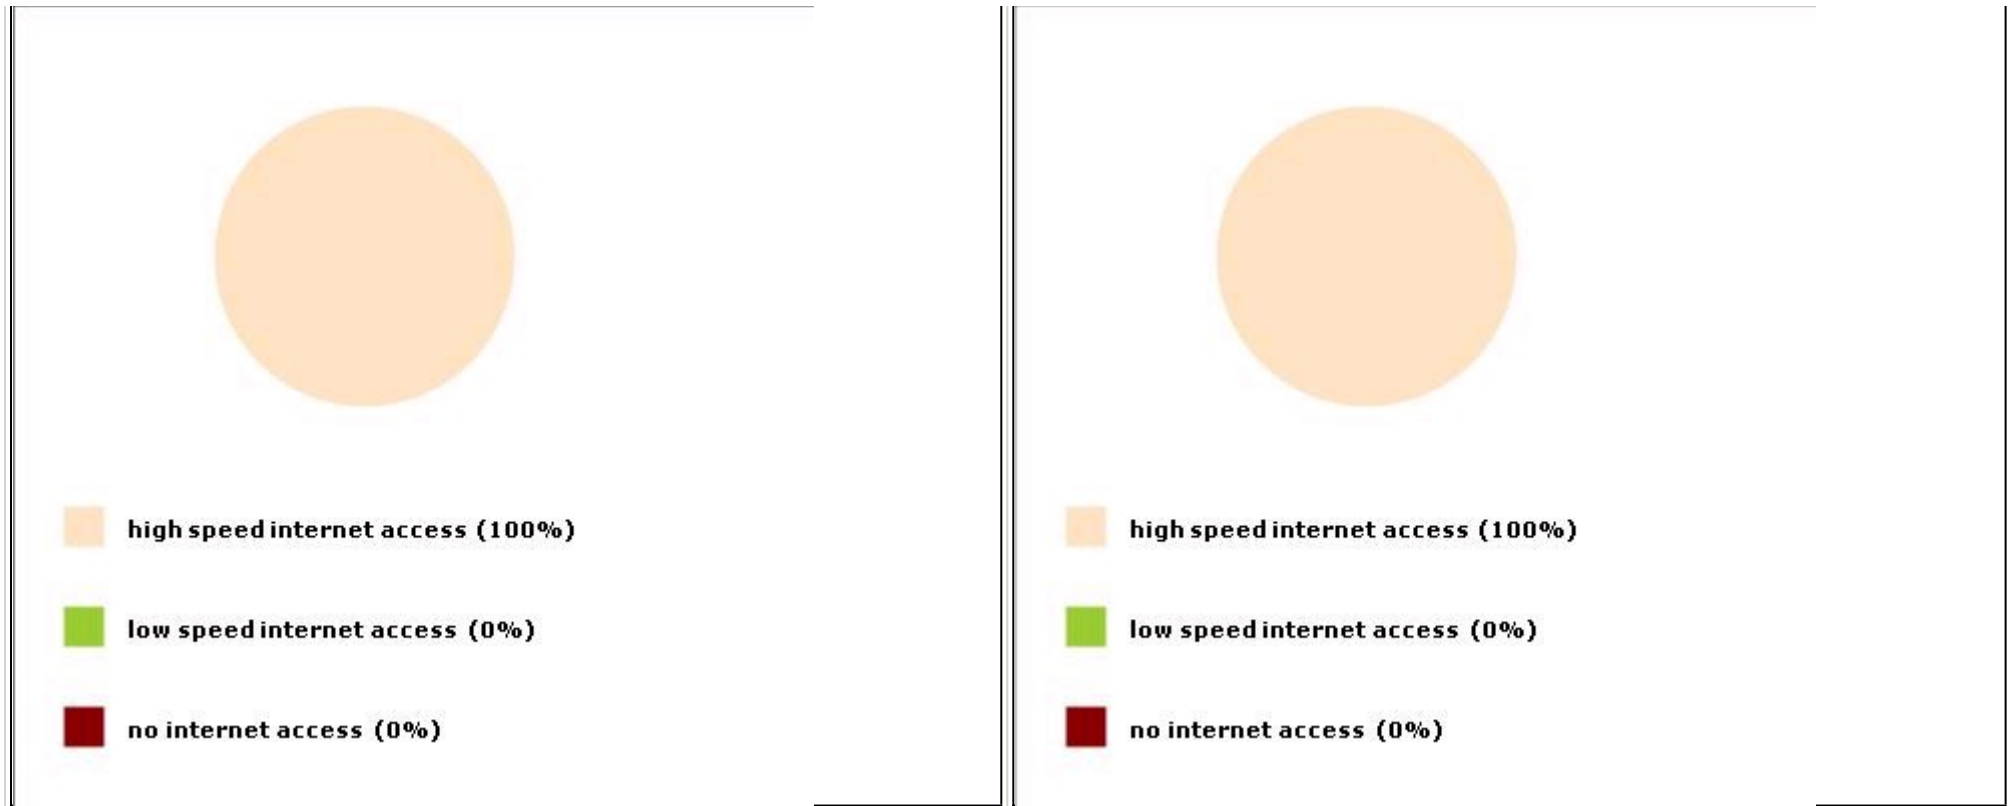 high speed internet access (100%)
low speed internet access (0%)
no internet access (0%)
high speed internet access (100%)
low speed internet access (0%)
no internet access (0%)